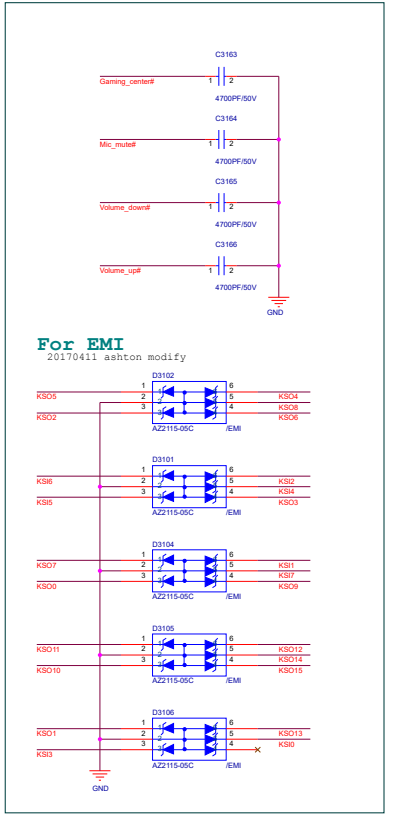 C3163
Gaming_center# 1 2
4700PF/50V
C3164
Mic_mute# 1 2
4700PF/50V
C3165
Volume_down# 1 2
4700PF/50V
C3166
Volume_up# 1 2
4700PF/50V
GND
For EMI
20170411 ashton modify
D3102
KSO5 1 6 KSO4
2 5 KSO8
KSO2 3 4 KSO6
AZ2115-05C /EMI
D3101
KSI6 1 6 KSI2
2 5 KSI4
KSI5 3 4 KSO3
AZ2115-05C /EMI
D3104
KSO7 1 6 KSI1
2 5 KSI7
KSO0 3 4 KSO9
AZ2115-05C /EMI
D3105
KSO11 1 6 KSO12
2 5 KSO14
KSO10 3 4 KSO15
AZ2115-05C /EMI
D3106
KSO1 1 6 KSO13
2 5 KSI0
KSI3 3 4
AZ2115-05C /EMI
GND